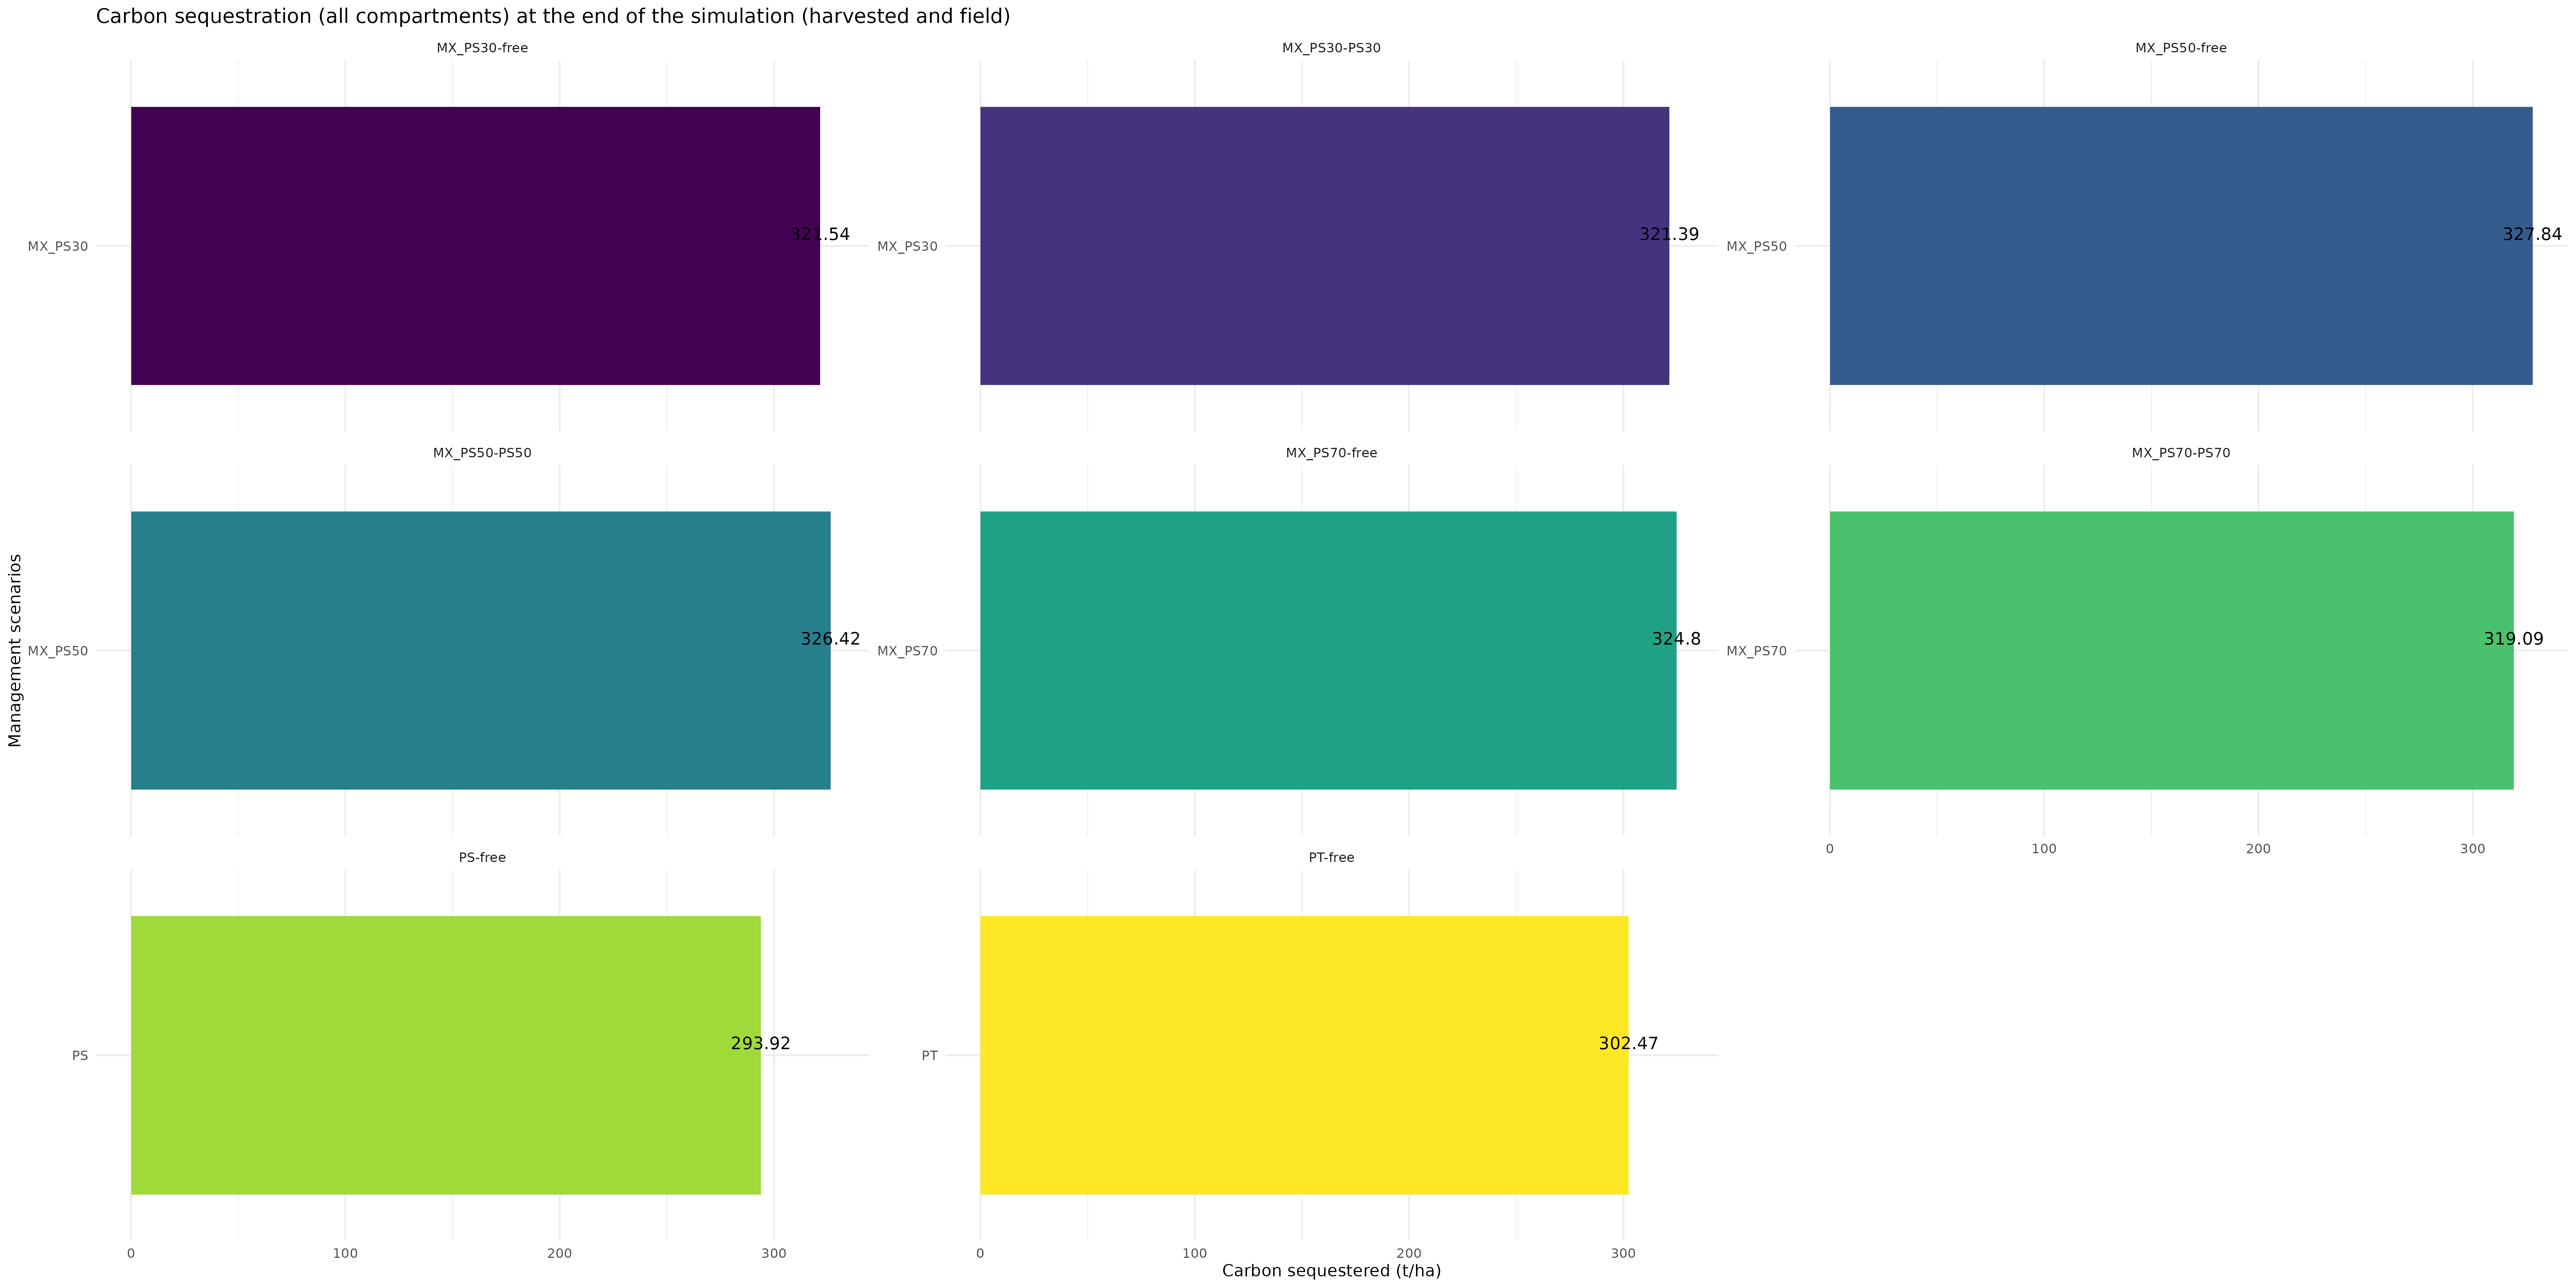 Carbon sequestration (all compartments) at the end of the simulation (harvested and field)
MX_PS30-free
MX_PS30-PS30
MX_PS50-free
MX_PS30
321.54
MX_PS30
321.39
MX_PS50
327.84
MX_PS50-PS50
MX_PS70-free
MX_PS70-PS70
Management scenarios
MX_PS50
326.42
MX_PS70
324.8
MX_PS70
319.09
0 100 200 300
PS-free
PT-free
PS
293.92
PT
302.47
0 100 200 300
0 100 200 300
Carbon sequestered (t/ha)